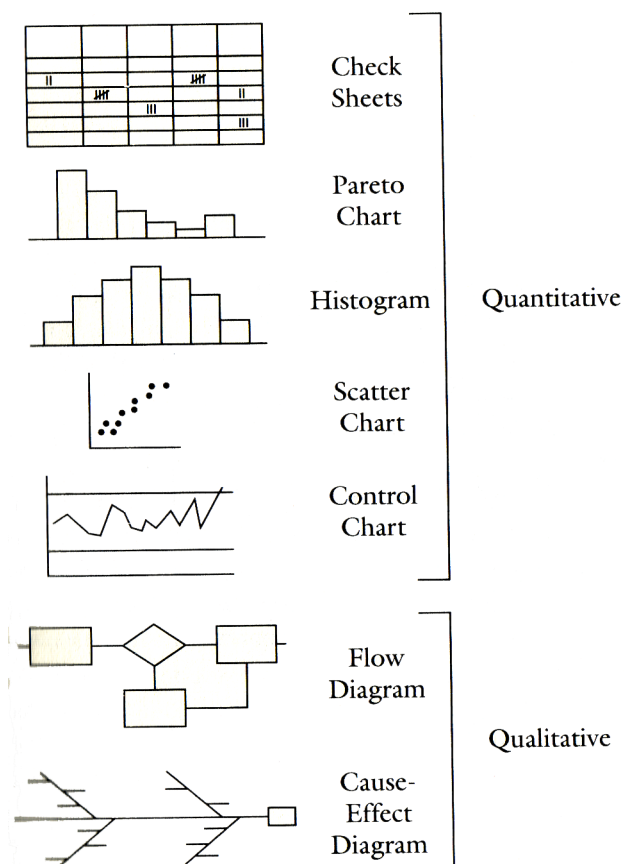 Check
Sheets
Pareto
Chart
Histogram
Quantitative
Scatter
Chart
Control
Chart
Flow
Diagram
Qualitative
Cause-
Effect
Diagram